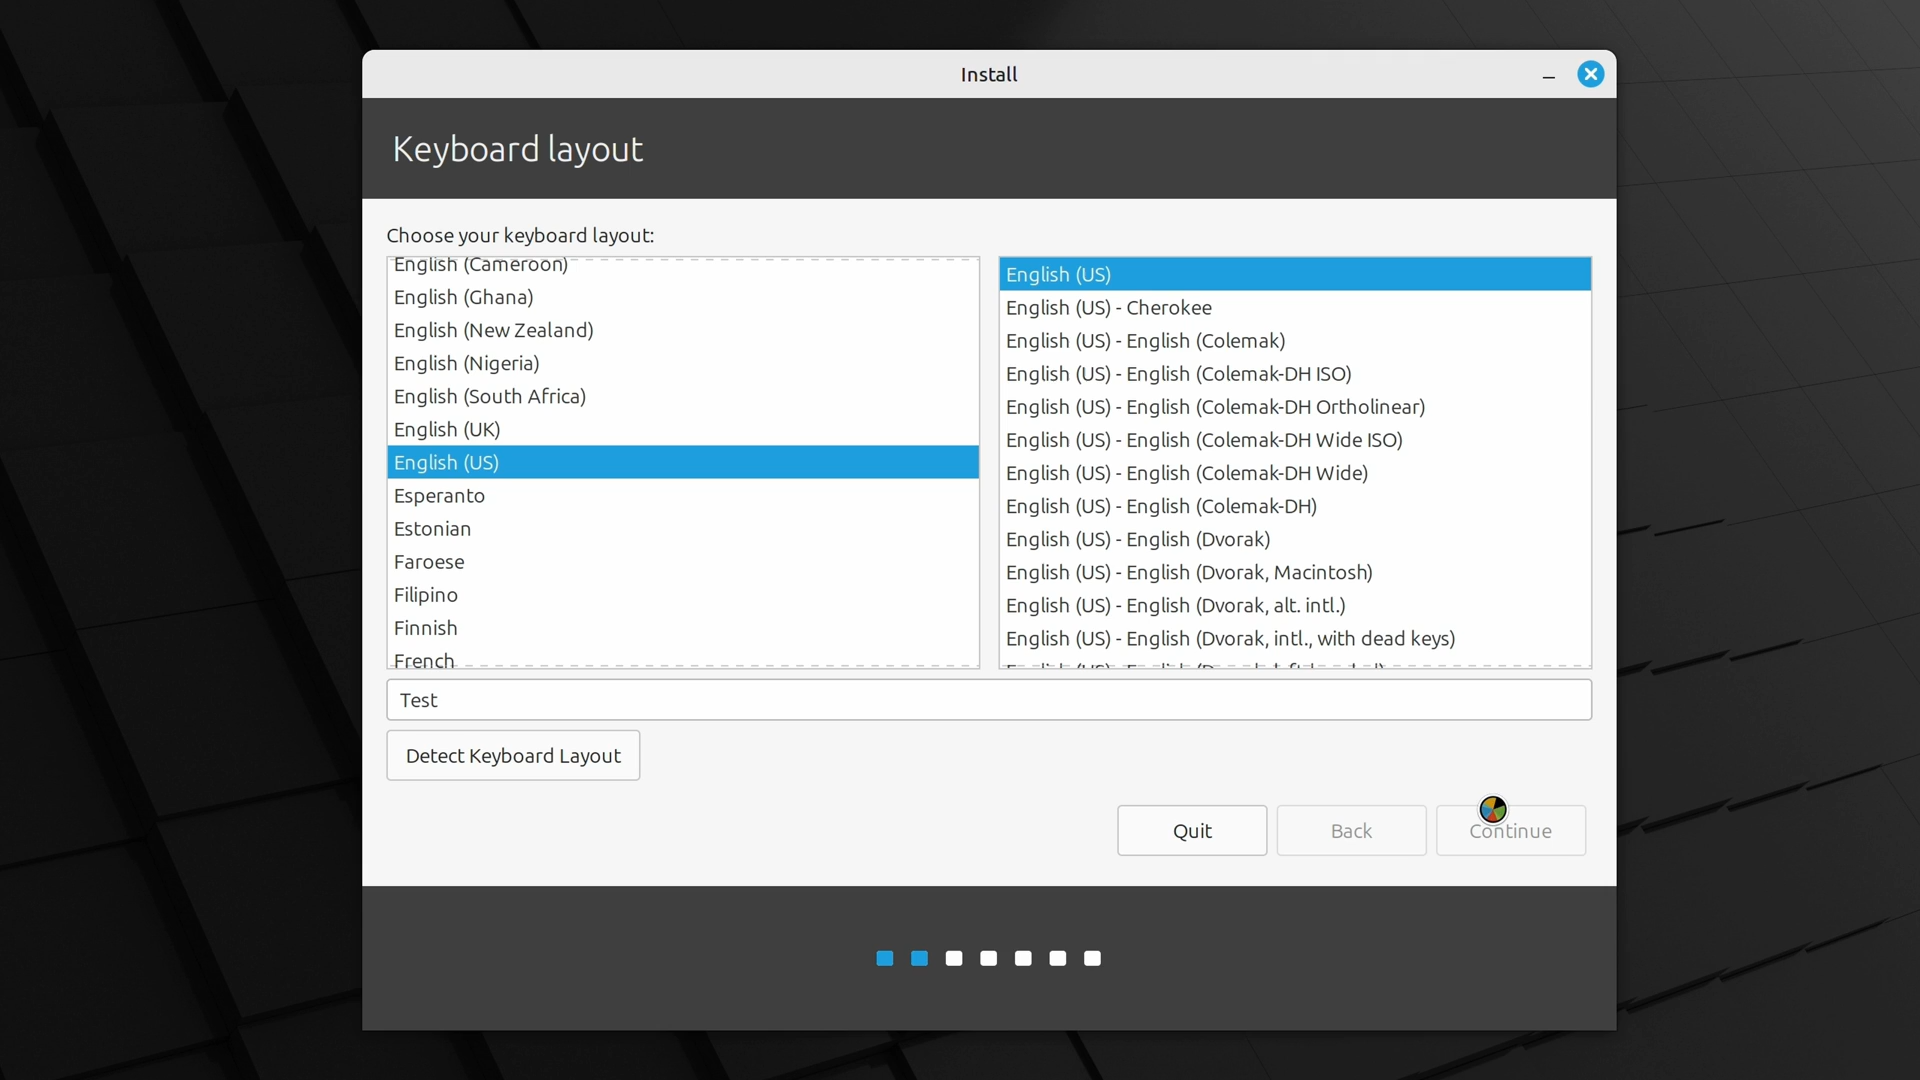 Install
Keyboard layout
Choose your keyboard layout:
English (Cameroon)
English (Ghana)
English (New Zealand)
English (Nigeria)
English (South Africa)
English (UK)
English (US)
Esperanto
Estonian
Faroese
Filipino
Finnish
French
English (US)
English (US) - Cherokee
English (US) - English (Colemak)
English (US) - English (Colemak-DH ISO)
English (US) - English (Colemak-DH Ortholinear)
English (US) - English (Colemak-DH Wide ISO)
English (US) - English (Colemak-DH Wide)
English (US) - English (Colemak-DH)
English (US) - English (Dvorak)
English (US) - English (Dvorak, Macintosh)
English (US) - English (Dvorak, alt. intl.)
English (US) - English (Dvorak, intl., with dead keys)
Test
Detect Keyboard Layout
Quit
Back
Continue